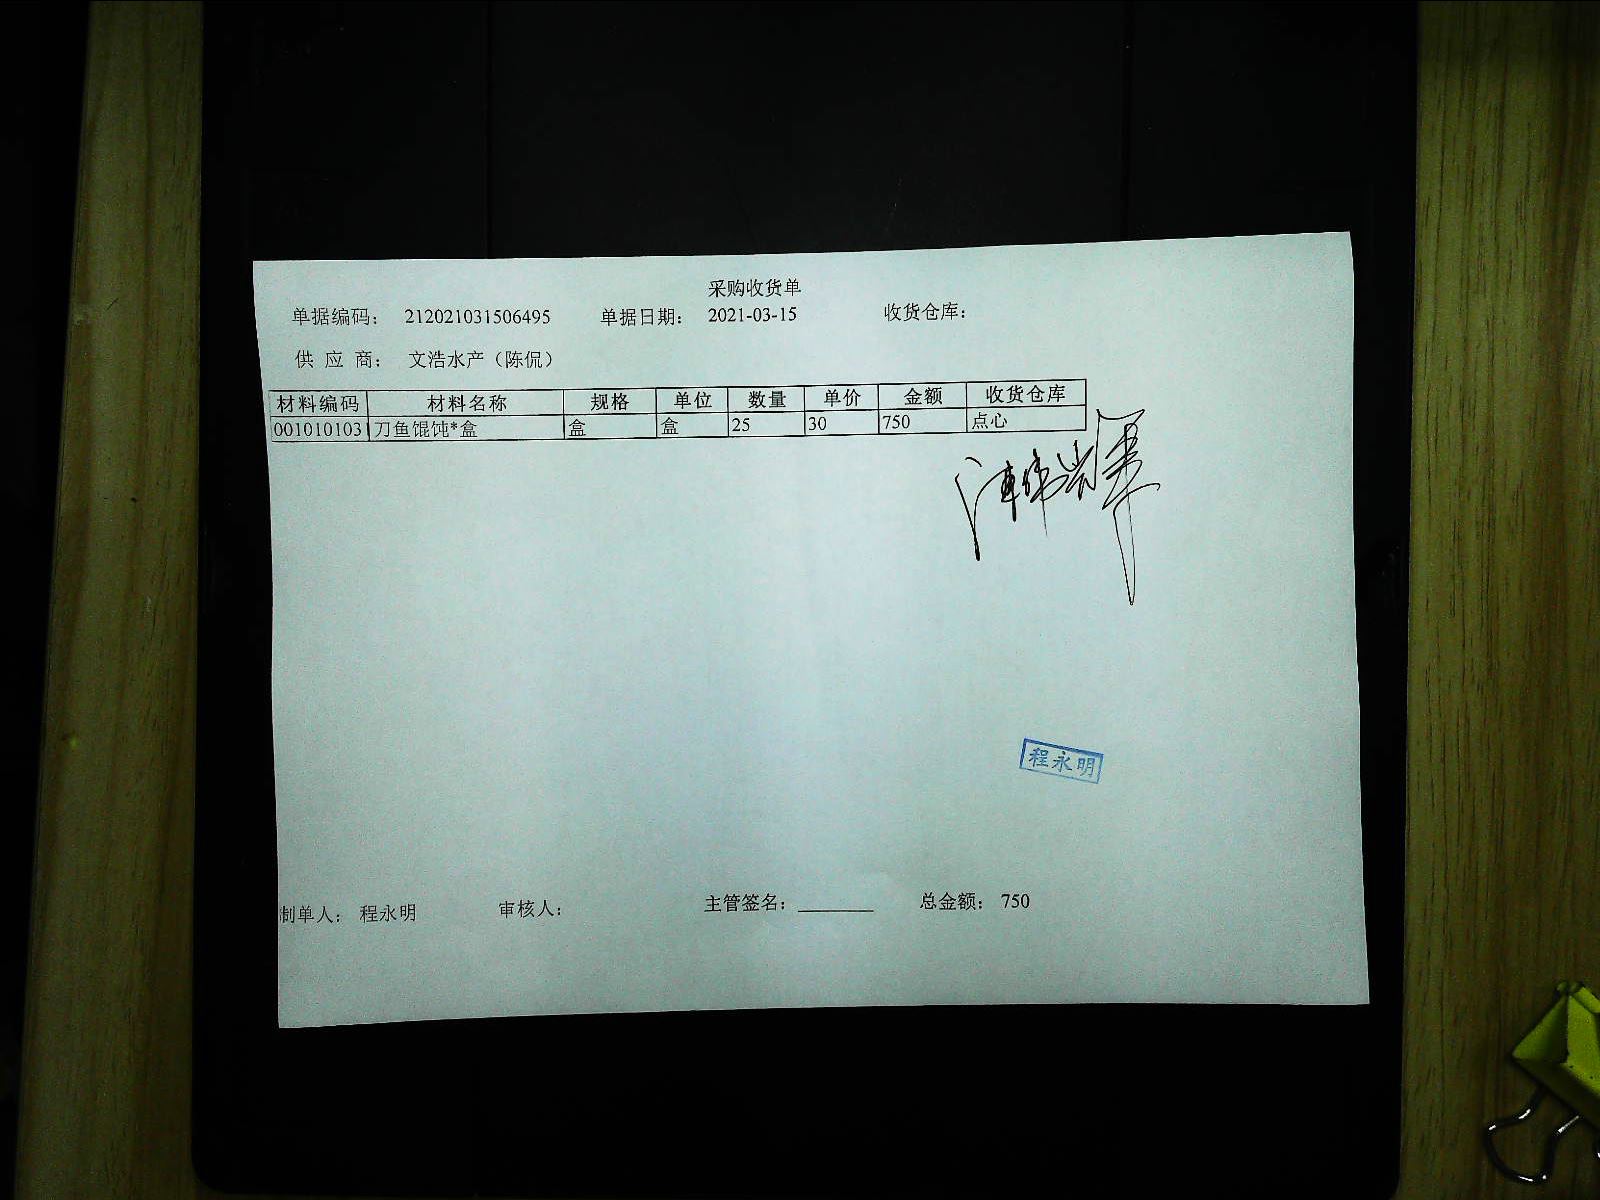 采购收货单
单据编码： 212021031506495 单据日期： 2021-03-15 收货仓库：
供 应 商： 文浩水产（陈侃）
材料编码 材料名称 规格 单位 数量 单价 金额 收货仓库
001010103 刀鱼馄饨*盒 盒 盒 25 30 750 点心
程永明
制单人： 程永明 审核人： 主管签名： 总金额： 750